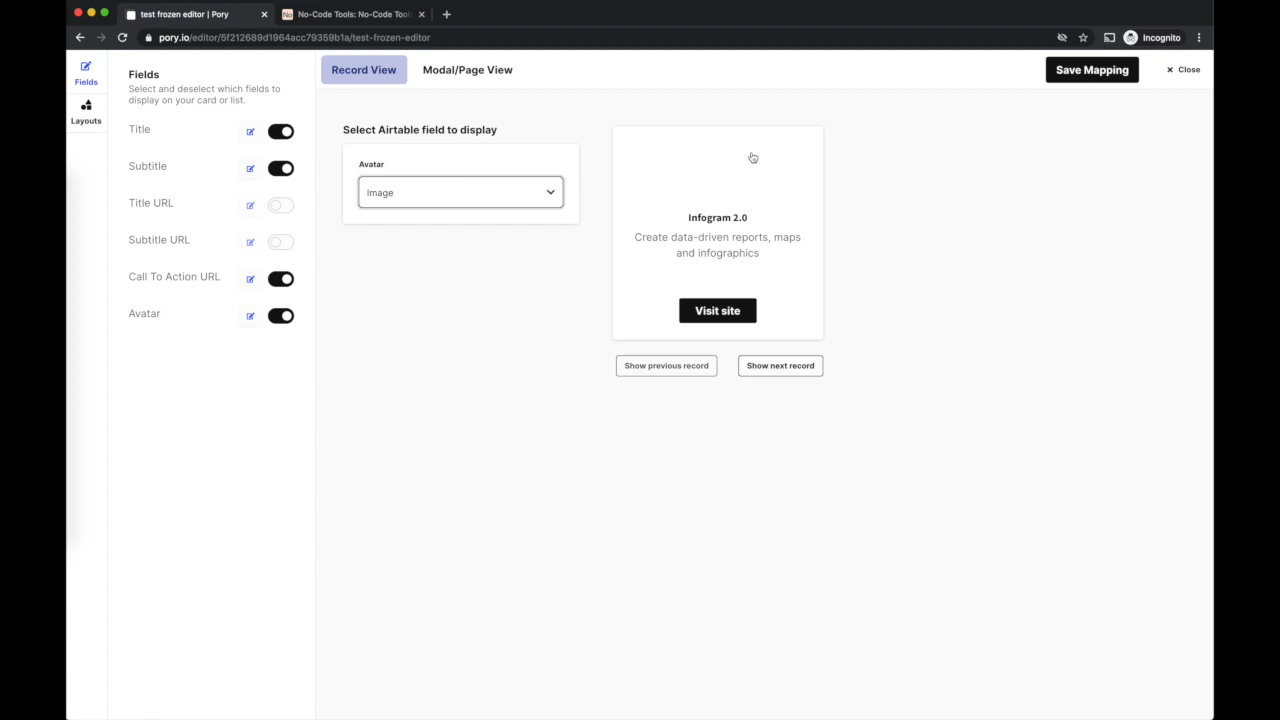 test frozen editor | Pory
No-Code Tools: No-Code Tool
pory.io/editor/5f212689d1964acc79359b1a/test-frozen-editor
Incognito
Fields
Layouts
Fields
Select and deselect which fields to
display on your card or list.
Title
Subtitle
Title URL
Subtitle URL
Call To Action URL
Avatar
Record View
Modal/Page View
Save Mapping
Close
Select Airtable field to display
Avatar
Image
Infogram 2.0
Create data-driven reports, maps
and infographics
Visit site
Show previous record
Show next record